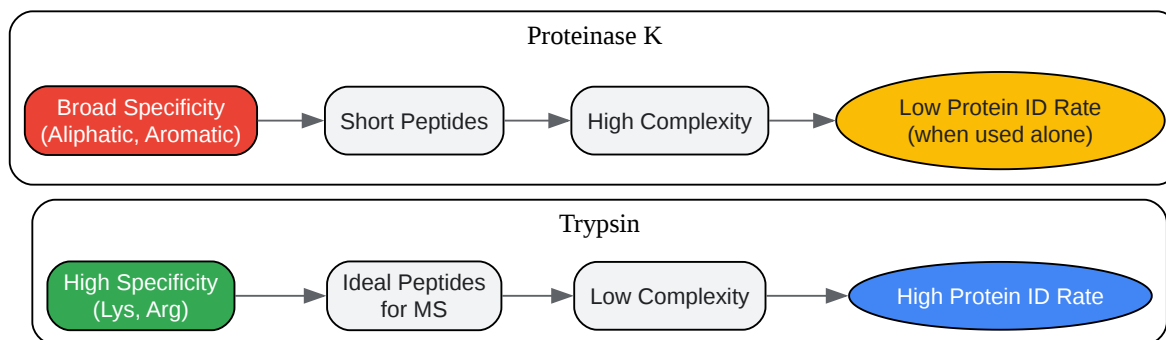 Proteinase K
Broad Specificity
(Aliphatic, Aromatic)
Short Peptides
High Complexity
Low Protein ID Rate
(when used alone)
Trypsin
High Specificity
(Lys, Arg)
Ideal Peptides
for MS
Low Complexity
High Protein ID Rate